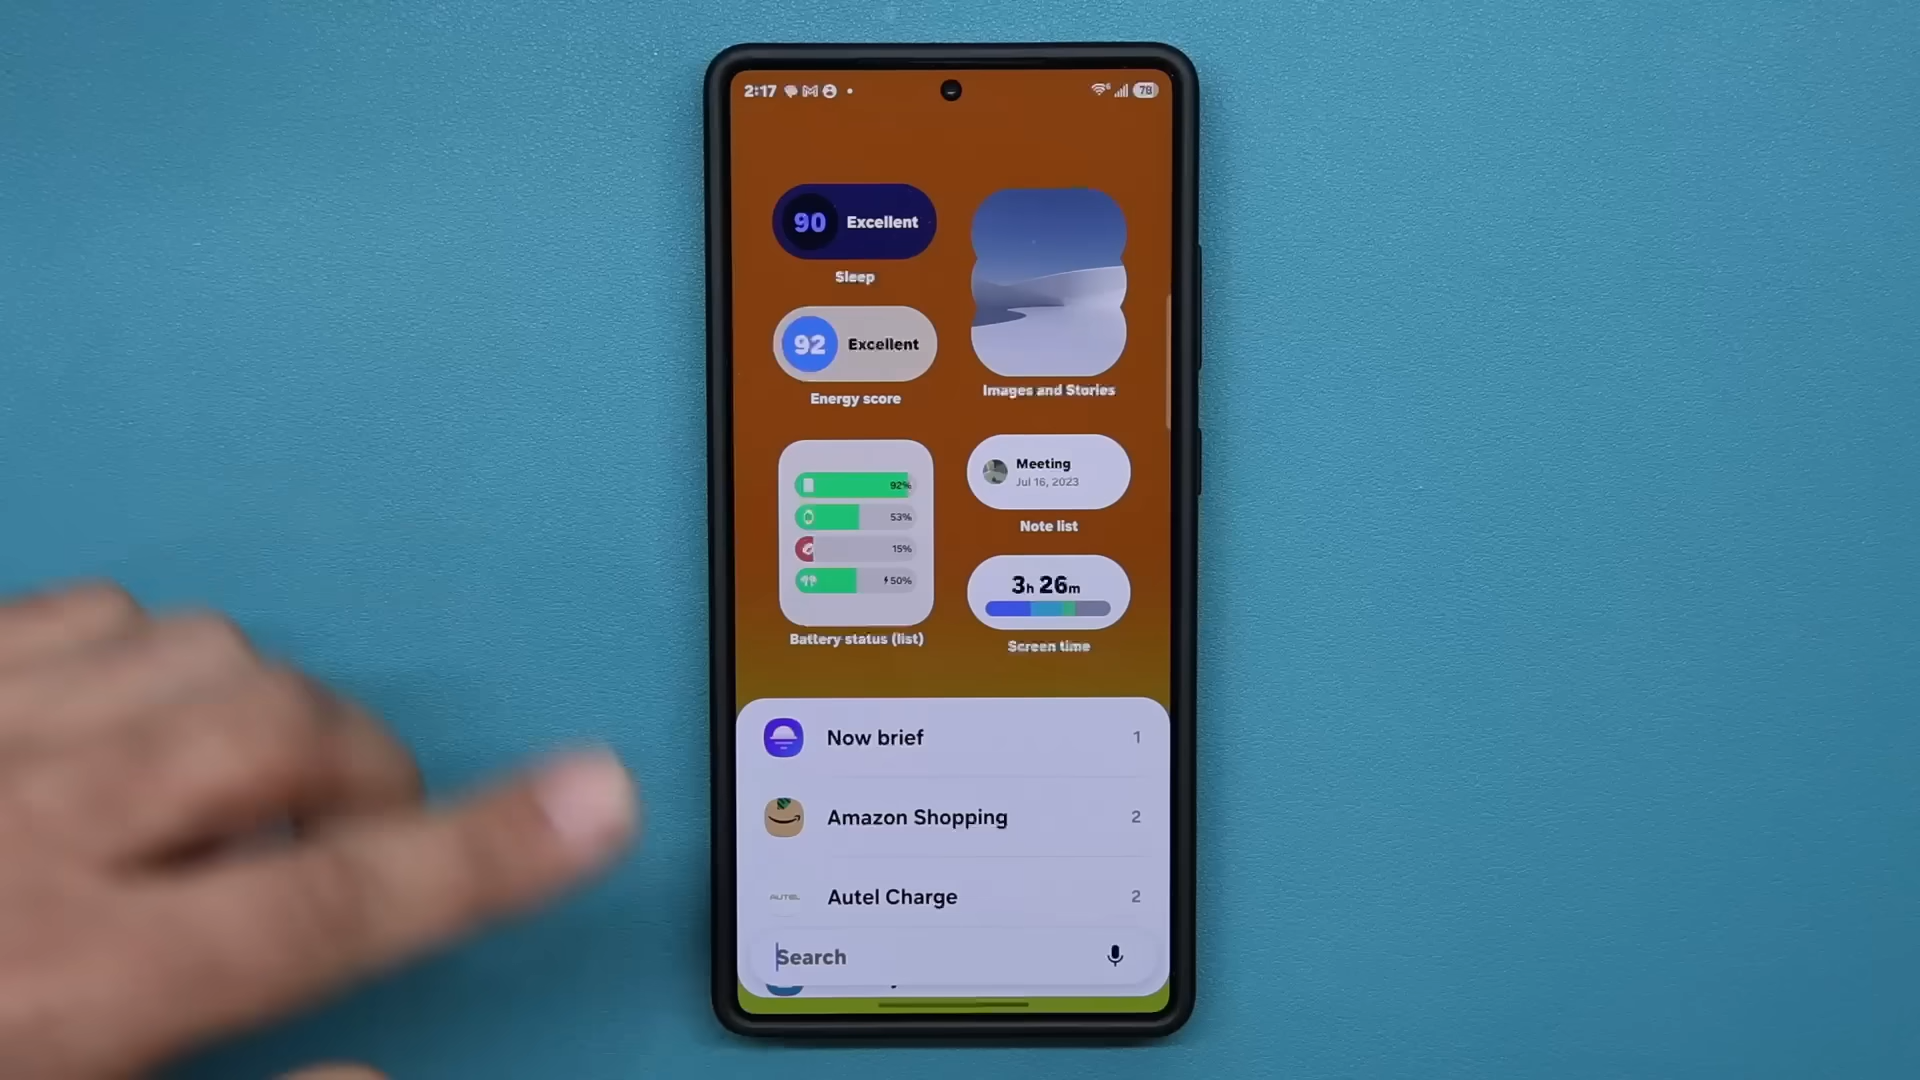 2:17
78
90 Excellent
Sleep
92 Excellent
Energy score
Images and Stories
92%
53%
15%
50%
Battery status (list)
Meeting
Jul 16, 2023
Note list
3h 26m
Screen time
Now brief 1
Amazon Shopping 2
AUTEL Autel Charge 2
Search